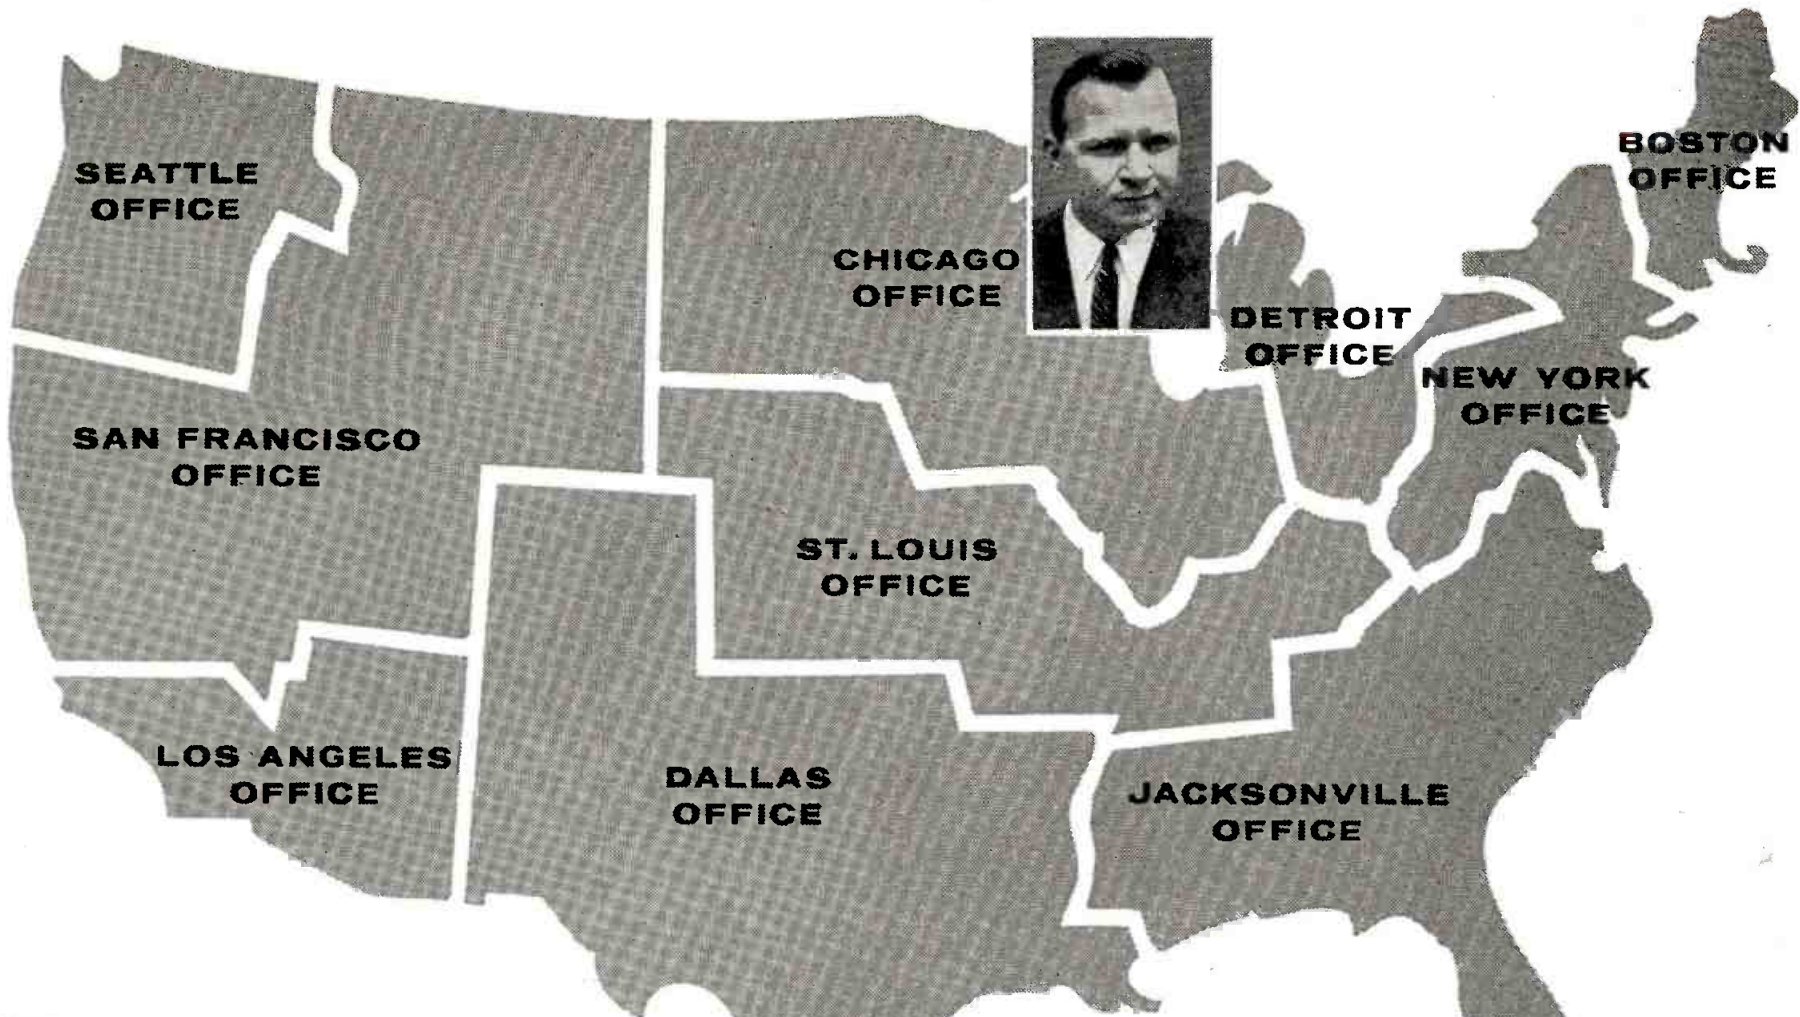 SEATTLE
OFFICE
BOSTON
OFFICE
CHICAGO
OFFICE
DETROIT
OFFICE
NEW YORK
OFFICE
SAN FRANCISCO
OFFICE
ST. LOUIS
OFFICE
LOS ANGELES
OFFICE
DALLAS
OFFICE
JACKSONVILLE
OFFICE